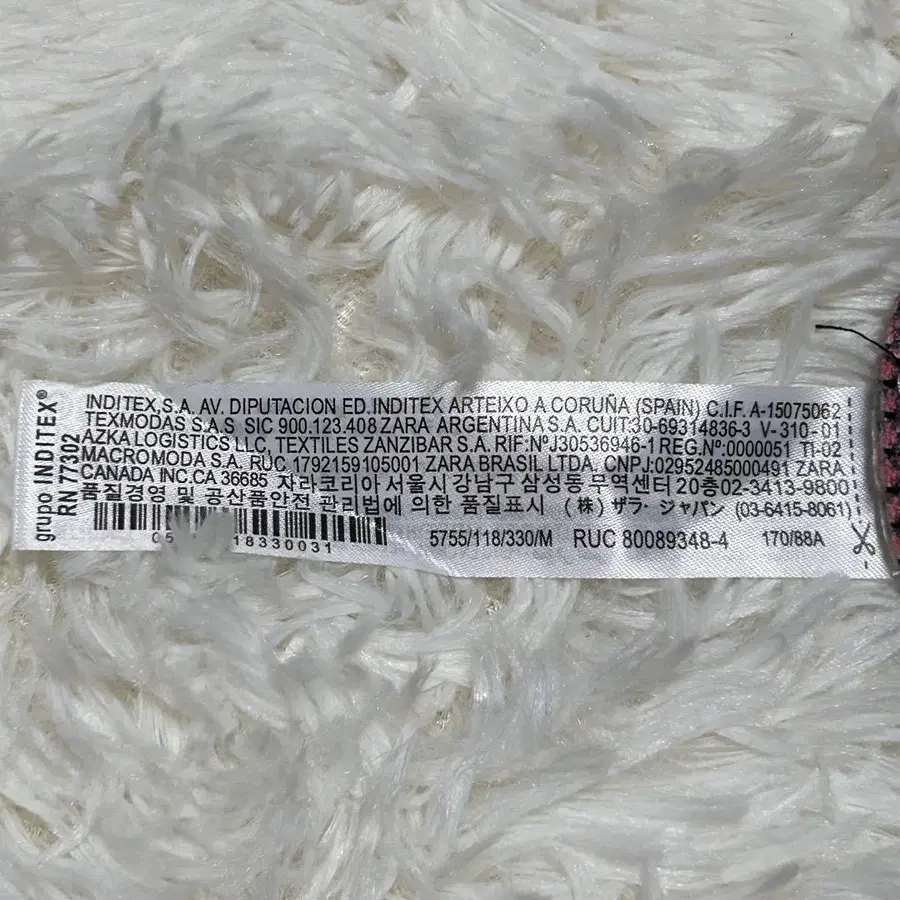 grupo INDITEX®
RN 77302
INDITEX,S.A. AV. DIPUTACION ED.INDITEX ARTEIXO A CORUÑA (SPAIN) C.I.F. A-15075062
TEXMODAS S.A.S SIC 900.123.408 ZARA ARGENTINA S.A. CUIT:30-69314836-3 V-310-01
AZKA LOGISTICS LLC, TEXTILES ZANZIBAR S.A. RIF:NºJ30536946-1 REG.Nº:0000051 TI-02
MACROMODA S.A. RUC. 1792159105001 ZARA BRASIL LTDA. CNPJ:02952485000491 ZARA
CANADA INC.CA 36685 자라코리아 서울시강남구 삼성동 무역센터 20층 02-3413-9800
품질경영 및 공산품안전 관리법에 의한 품질표시 (株) ザラ・ジャパン (03-6415-8061)
18330031
5755/118/330/M RUC 80089348-4 170/88A